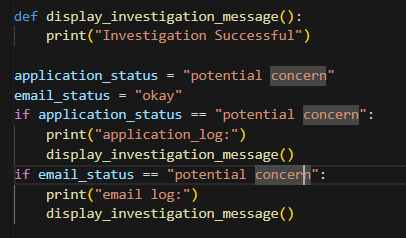 def display_investigation_message():
    print("Investigation Successful")

application_status = "potential concern"
email_status = "okay"
if application_status == "potential concern":
    print("application_log:")
    display_investigation_message()
if email_status == "potential concern":
    print("email log:")
    display_investigation_message()